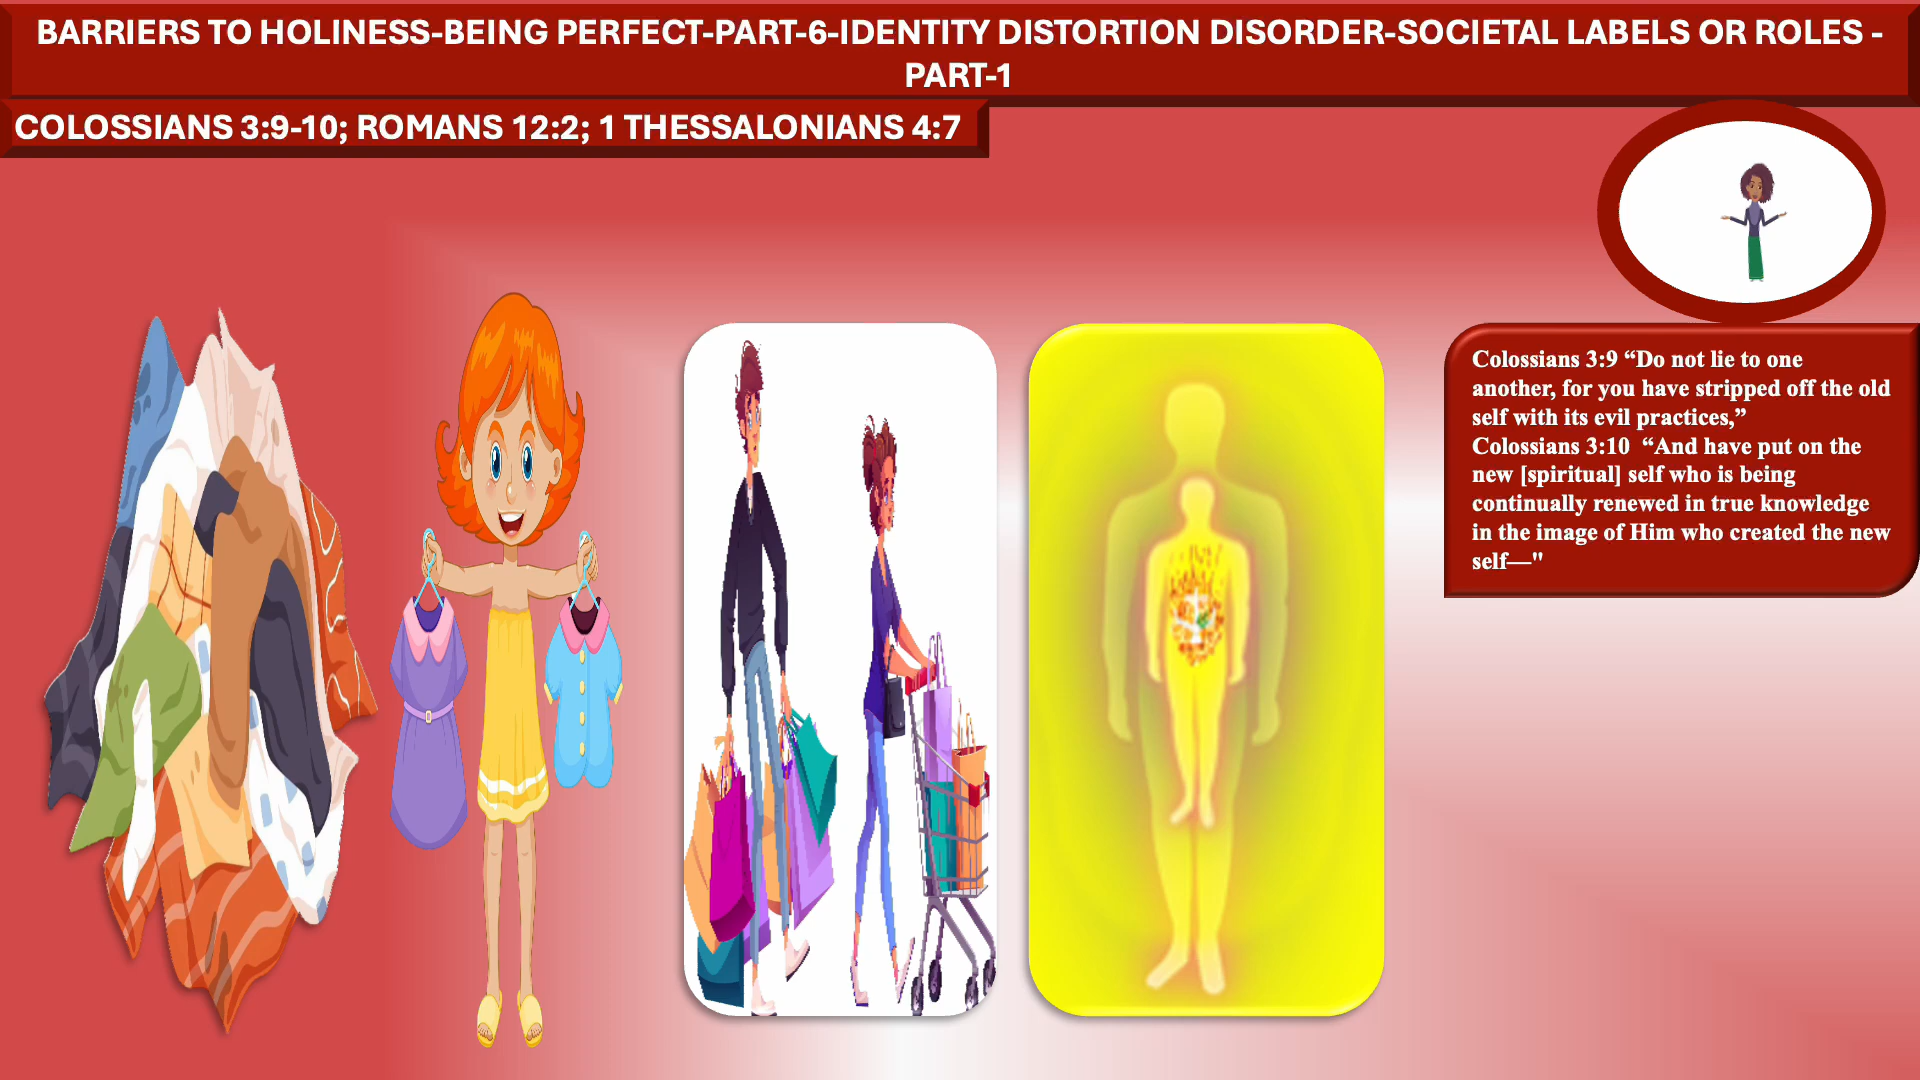 BARRIERS TO HOLINESS-BEING PERFECT-PART-6-IDENTITY DISTORTION DISORDER-SOCIETAL LABELS OR ROLES -
PART-1
COLOSSIANS 3:9-10; ROMANS 12:2; 1 THESSALONIANS 4:7
Colossians 3:9 “Do not lie to one
another, for you have stripped off the old
self with its evil practices,”
Colossians 3:10  “And have put on the
new [spiritual] self who is being
continually renewed in true knowledge
in the image of Him who created the new
self—"